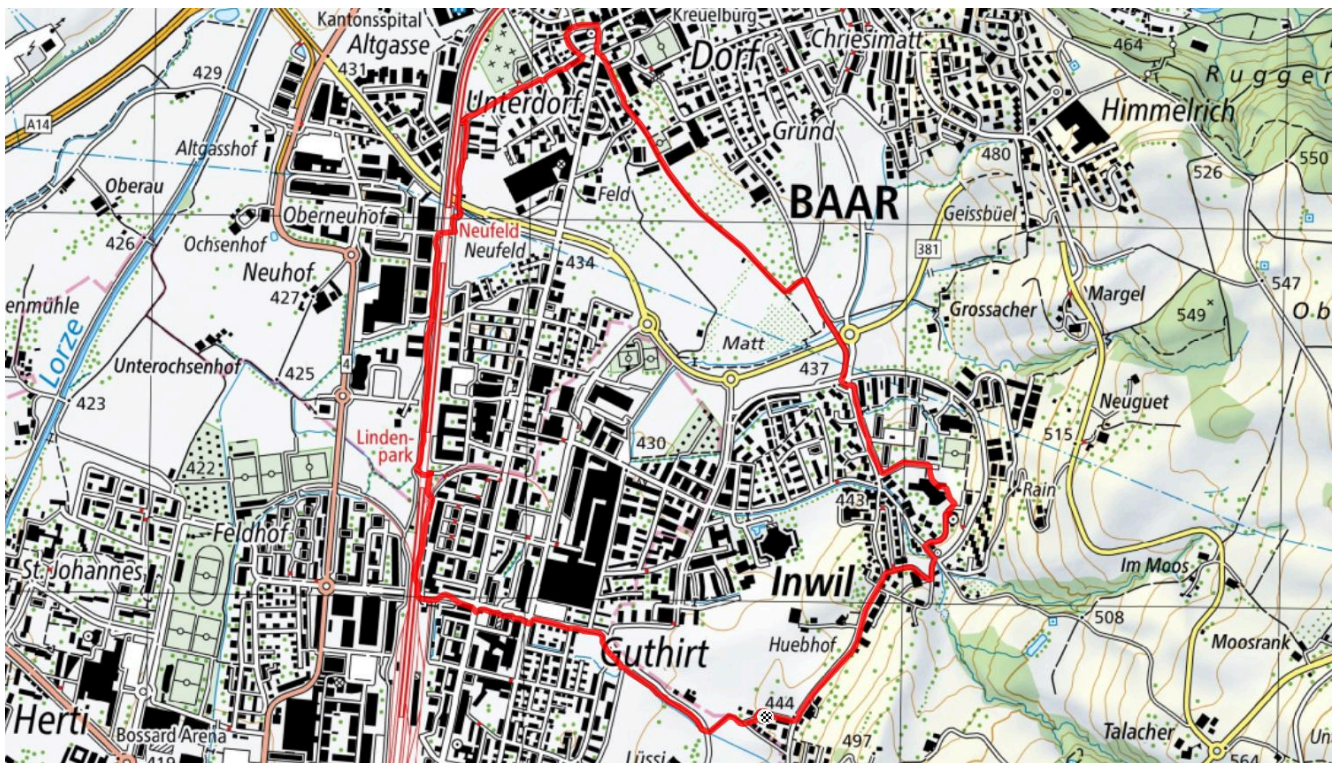 Kantonsspital
Kreuelburg
Altgasse
Dorf
Chriesimatt
464
Rugger
429
431
Unterdorf
Himmelrich
A14
Grund
Altgasshof
480
550
Oberau
Feld
526
BAAR
Oberneuhof
Geissbüel
426
Ochsenhof
Neufeld
Neufeld
381
Neuhof
434
427
547
enmühle
Margel
Grossacher
549
Ob
Lorze
Matt
Unterochsenhof
4
437
425
Neuguet
423
Linden-
park
430
515
422
443
Rain
Feldhof
St. Johannes
Inwil
Im Moos
508
Huebhof
Moosrank
Guthirt
Herti
444
Bossard Arena
497
Talacher
Un
419
Lüssi
564